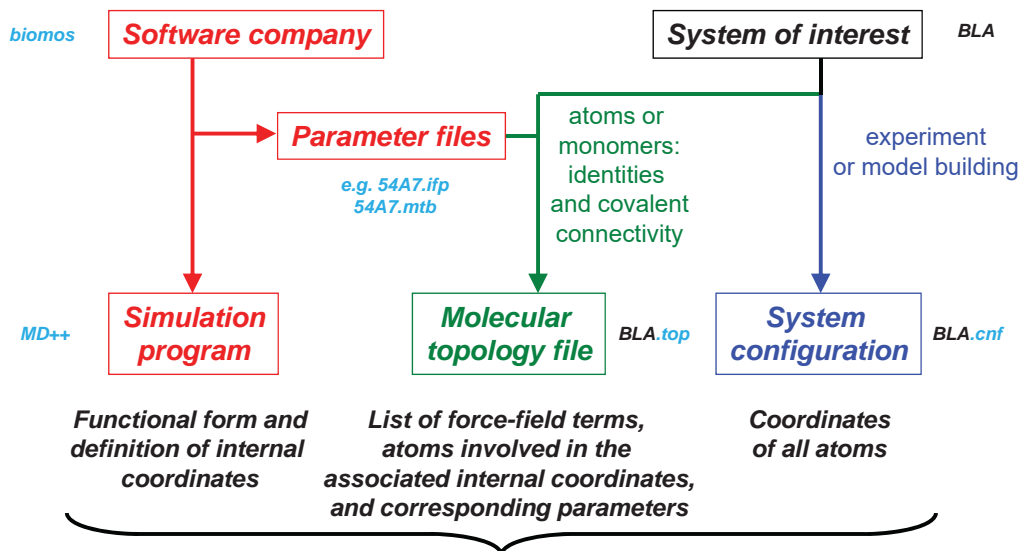 biomos
Software company
System of interest
BLA
Parameter files
e.g. 54A7.ifp
54A7.mtb
atoms or
monomers:
identities
and covalent
connectivity
experiment
or model building
MD++
Simulation
program
Molecular
topology file
BLA.top
System
configuration
BLA.cnf
Functional form and
definition of internal
coordinates
List of force-field terms,
atoms involved in the
associated internal coordinates,
and corresponding parameters
Coordinates
of all atoms